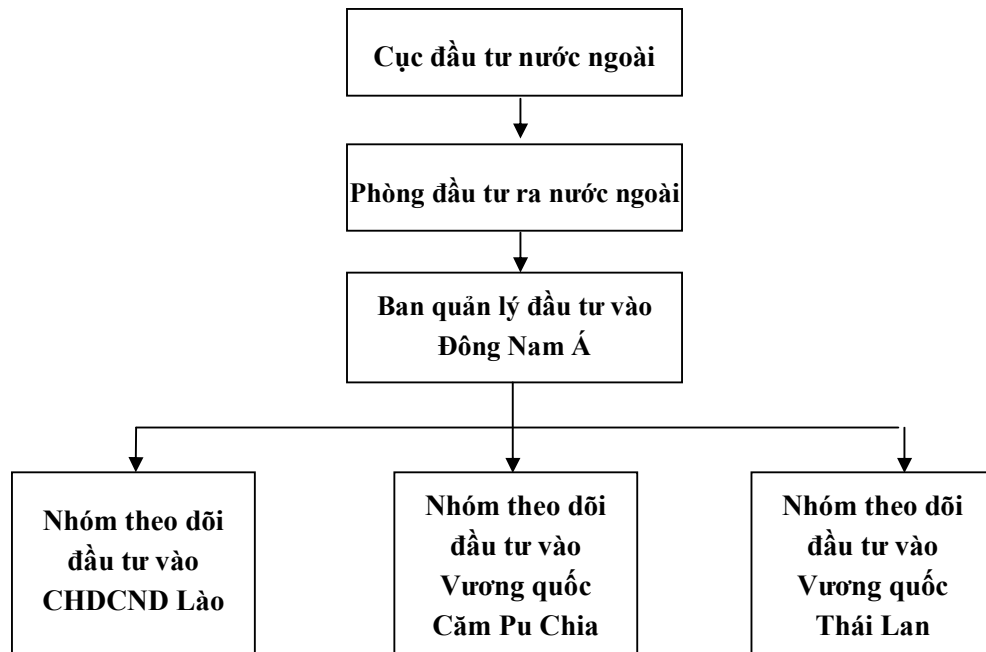 Cục đầu tư nước ngoài
Phòng đầu tư ra nước ngoài
Ban quản lý đầu tư vào
Đông Nam Á
Nhóm theo dõi
đầu tư vào
CHDCND Lào
Nhóm theo dõi
đầu tư vào
Vương quốc
Căm Pu Chia
Nhóm theo dõi
đầu tư vào
Vương quốc
Thái Lan